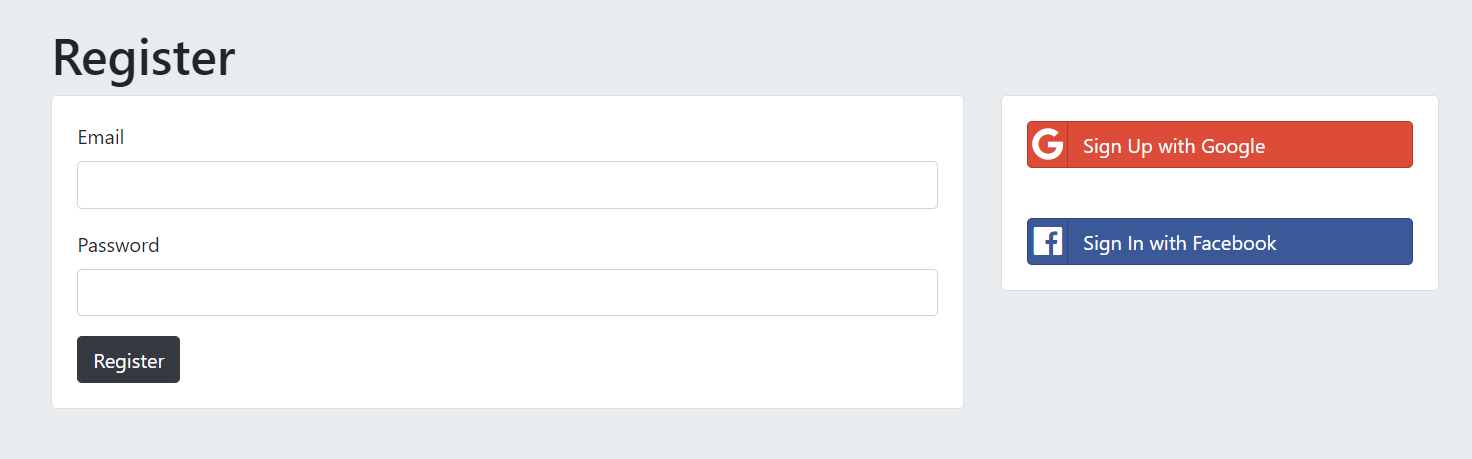 Register
Email
Password
Register
Sign Up with Google
Sign In with Facebook